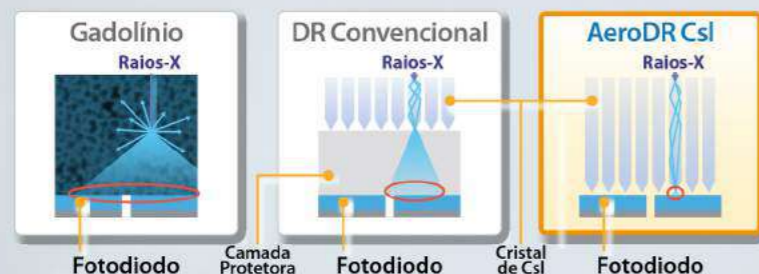 Gadolínio
Raios-X
Fotodiodo
DR Convencional
Raios-X
Camada
Protetora
Fotodiodo
AeroDR CsI
Raios-X
Cristal
de CsI
Fotodiodo